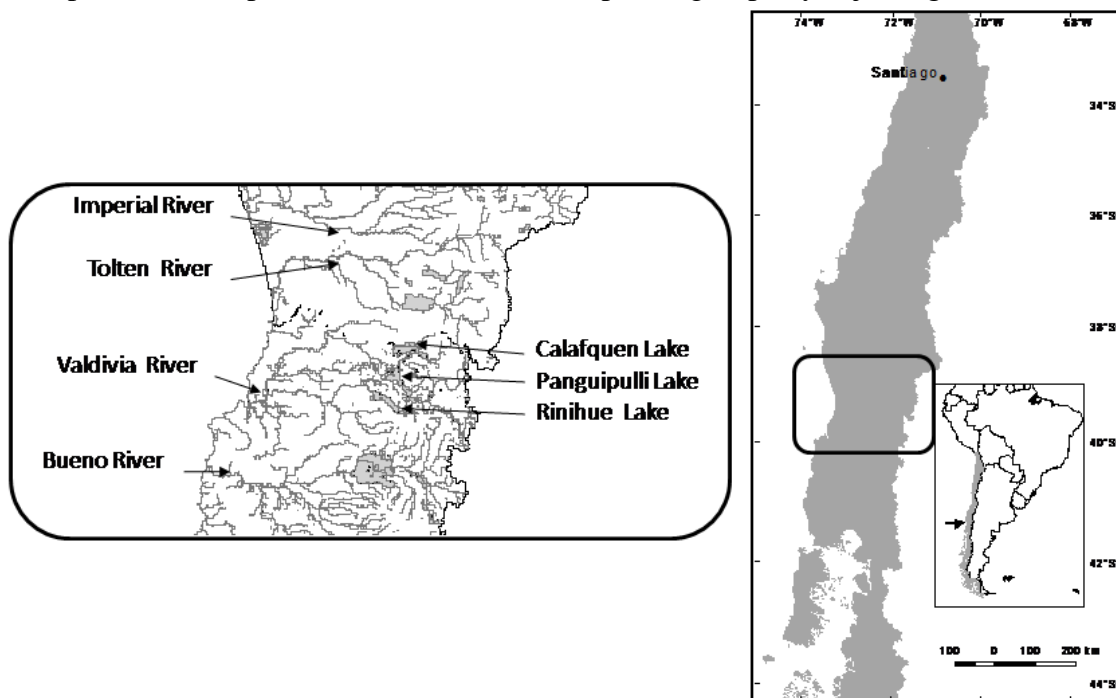 74°W 72°W 70°W 68°W
Santiago
34°S
36°S
38°S
40°S
42°S
44°S
100 0 100 200 km
Imperial River
Tolten River
Valdivia River
Bueno River
Calafquen Lake
Panguipulli Lake
Rinihue Lake